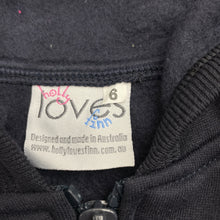 6
holly
loves
finn
Designed and made in Australia
www.hollylovesfinn.com.au